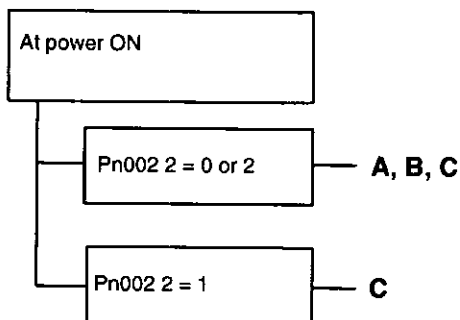 At power ON
Pn002 2 = 0 or 2
A, B, C
Pn002 2 = 1
C